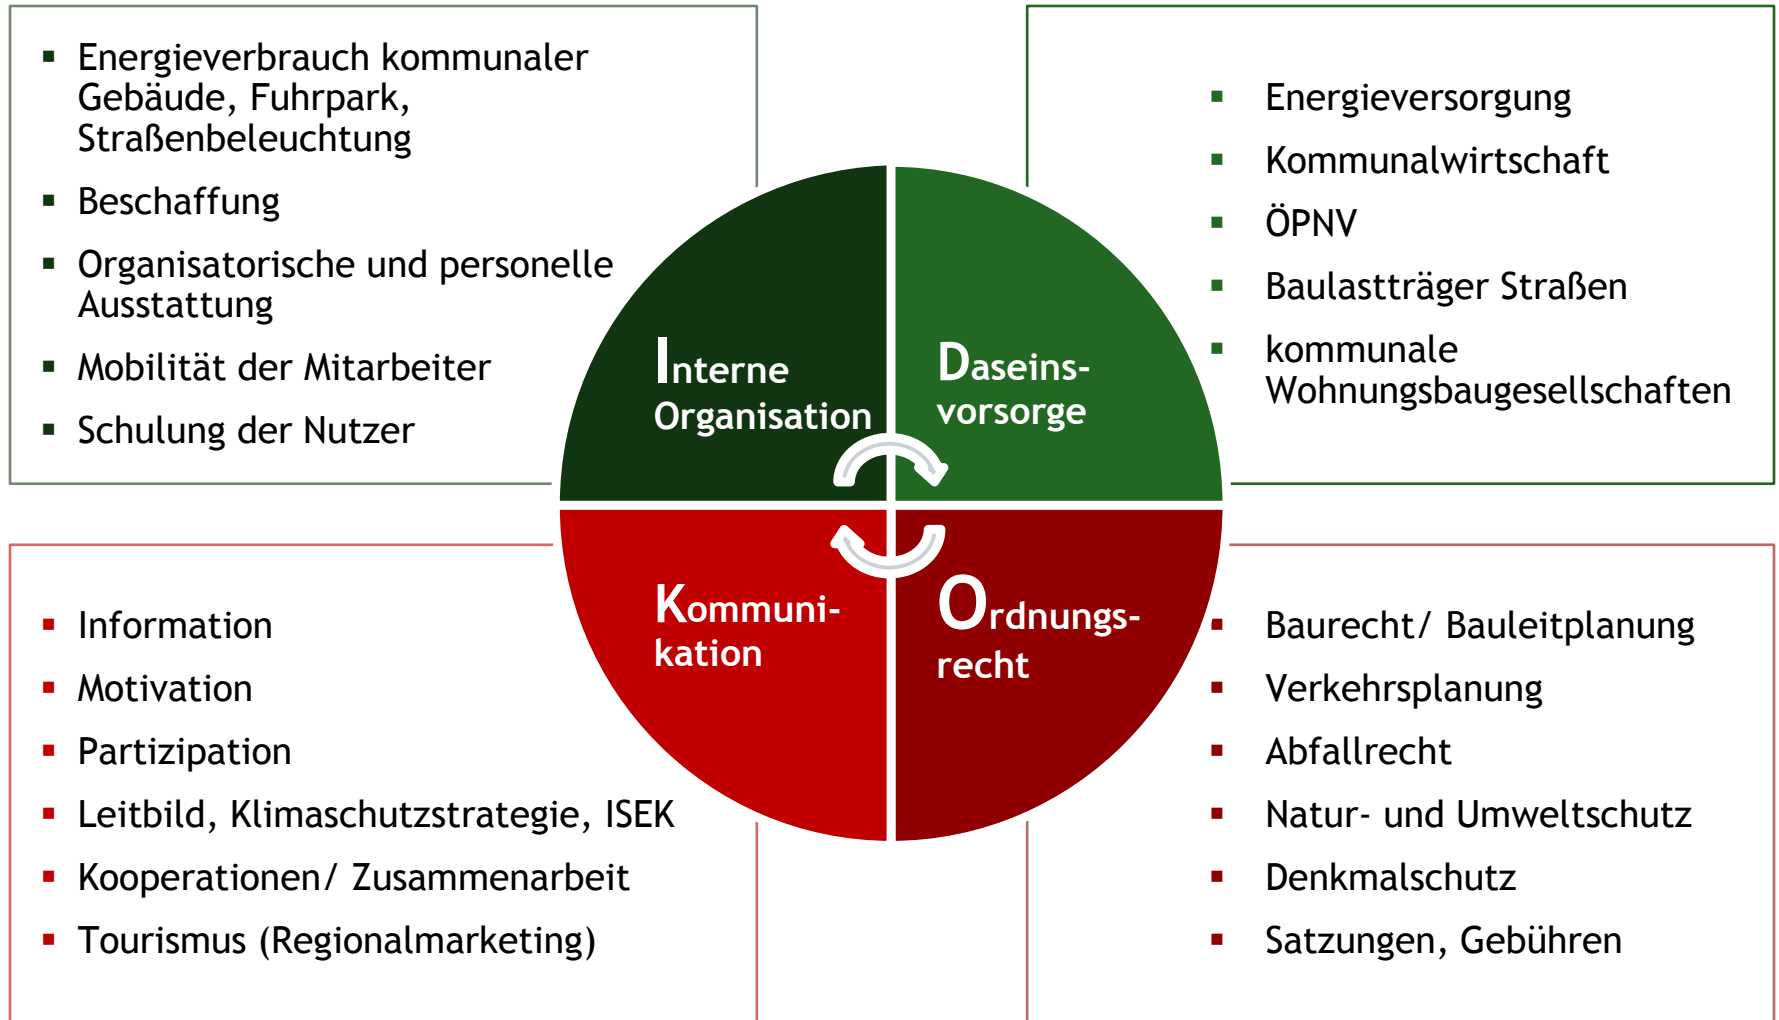 Energieverbrauch kommunaler
Gebäude, Fuhrpark,
Straßenbeleuchtung
Beschaffung
Organisatorische und personelle
Ausstattung
Mobilität der Mitarbeiter
Schulung der Nutzer
Energieversorgung
Kommunalwirtschaft
ÖPNV
Baulastträger Straßen
kommunale
Wohnungsbaugesellschaften
Interne
Organisation
Daseins-
vorsorge
Kommuni-
kation
Ordnungs-
recht
Information
Motivation
Partizipation
Leitbild, Klimaschutzstrategie, ISEK
Kooperationen/ Zusammenarbeit
Tourismus (Regionalmarketing)
Baurecht/ Bauleitplanung
Verkehrsplanung
Abfallrecht
Natur- und Umweltschutz
Denkmalschutz
Satzungen, Gebühren